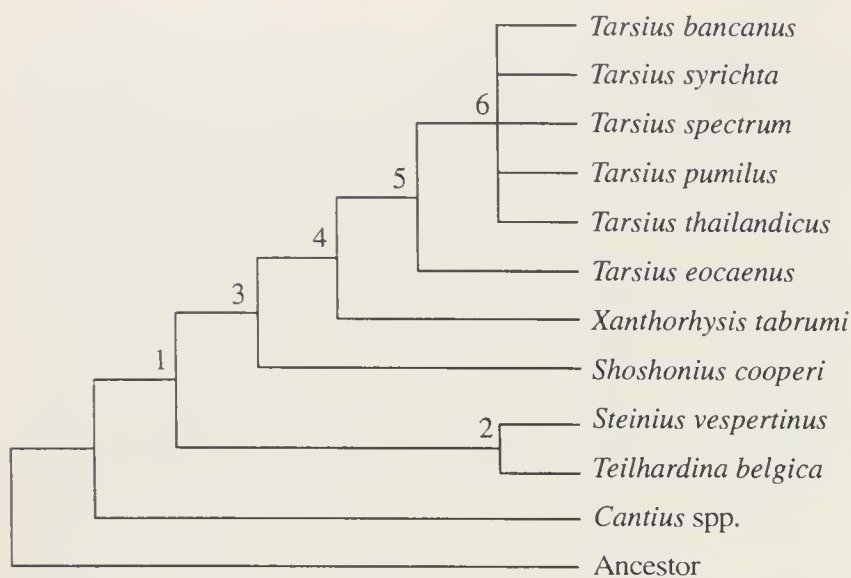 Tarsius bancanus
Tarsius syrichta
6
Tarsius spectrum
Tarsius pumilus
5
Tarsius thailandicus
4
Tarsius eocaenus
3
Xanthorhysis tabrumi
1
Shoshonius cooperi
2
Steinius vespertinus
Teilhardina belgica
Cantius spp.
Ancestor